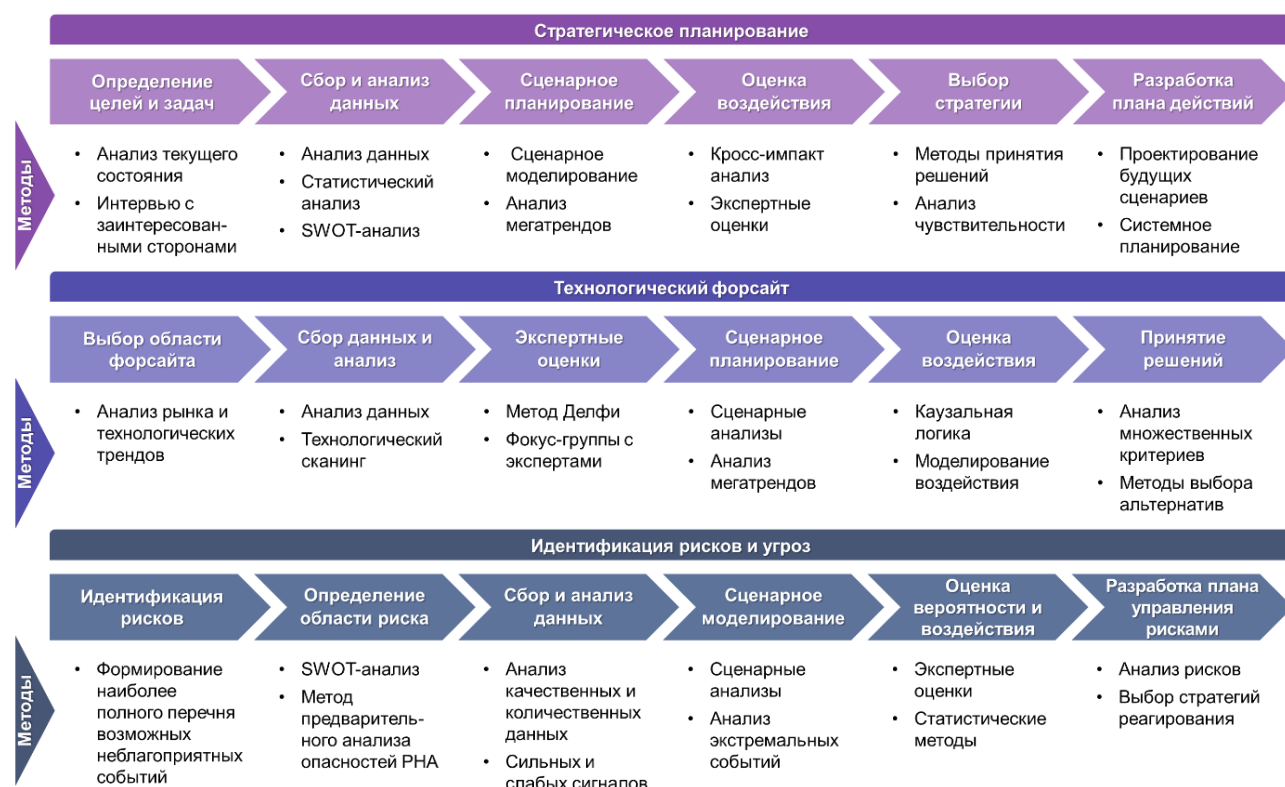 Стратегическое планирование
Определение
целей и задач
Сбор и анализ
данных
Сценарное
планирование
Оценка
воздействия
Выбор
стратегии
Разработка
плана действий
Методы
• Анализ текущего
состояния
• Интервью с
заинтересован-
ными сторонами
• Анализ данных
• Статистический
анализ
• SWOT-анализ
• Сценарное
моделирование
• Анализ
мегатрендов
• Кросс-импакт
анализ
• Экспертные
оценки
• Методы принятия
решений
• Анализ
чувствительности
• Проектирование
будущих
сценариев
• Системное
планирование
Технологический форсайт
Выбор области
форсайта
Сбор данных и
анализ
Экспертные
оценки
Сценарное
планирование
Оценка
воздействия
Принятие
решений
Методы
• Анализ рынка и
технологических
трендов
• Анализ данных
• Технологический
сканинг
• Метод Делфи
• Фокус-группы с
экспертами
• Сценарные
анализы
• Анализ
мегатрендов
• Каузальная
логика
• Моделирование
воздействия
• Анализ
множественных
критериев
• Методы выбора
альтернатив
Идентификация рисков и угроз
Идентификация
рисков
Определение
области риска
Сбор и анализ
данных
Сценарное
моделирование
Оценка
вероятности и
воздействия
Разработка плана
управления
рисками
Методы
• Формирование
наиболее
полного перечня
возможных
неблагоприятных
событий
• SWOT-анализ
• Метод
предваритель-
ного анализа
опасностей PHA
• Анализ
качественных и
количественных
данных
• Сильных и
слабых сигналов
• Сценарные
анализы
• Анализ
экстремальных
событий
• Экспертные
оценки
• Статистические
методы
• Анализ рисков
• Выбор стратегий
реагирования